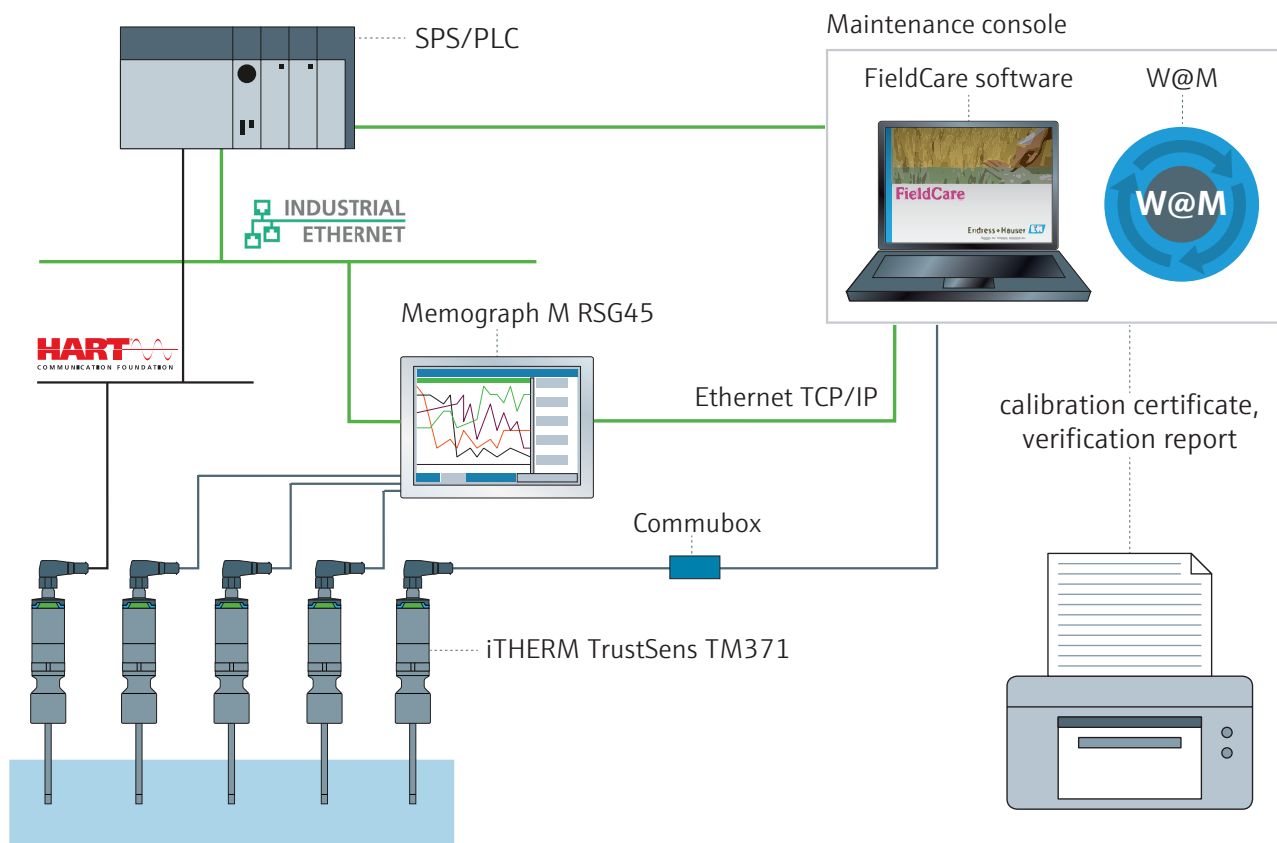 SPS/PLC
Maintenance console
FieldCare software
W@M
FieldCare
Endress+Hauser EH
W@M
INDUSTRIAL
ETHERNET
Memograph M RSG45
HART
COMMUNICATION FOUNDATION
Ethernet TCP/IP
calibration certificate,
verification report
Commubox
iTHERM TrustSens TM371